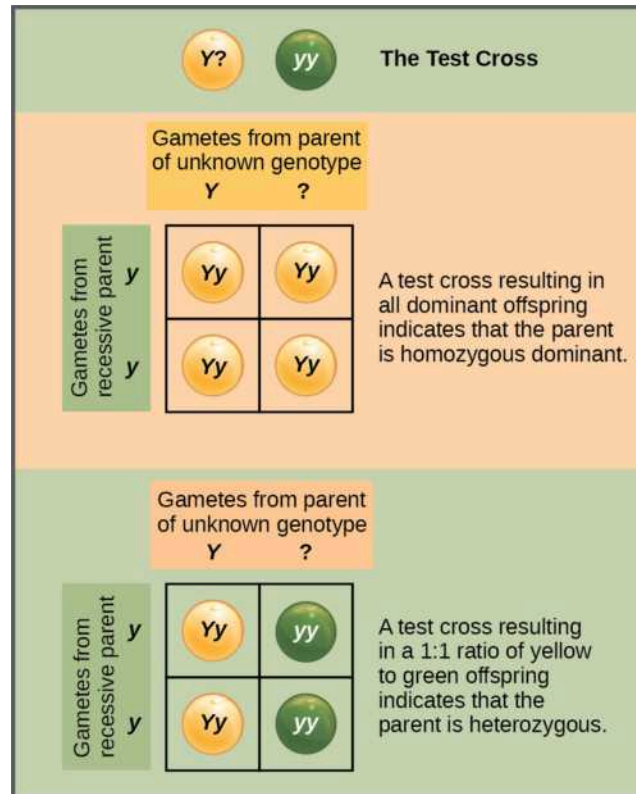 Y?
yy
The Test Cross
Gametes from parent
of unknown genotype
Y ?
Gametes from
recessive parent
y
Yy Yy
y
Yy Yy
A test cross resulting in
all dominant offspring
indicates that the parent
is homozygous dominant.
Gametes from parent
of unknown genotype
Y ?
Gametes from
recessive parent
y
Yy yy
y
Yy yy
A test cross resulting
in a 1:1 ratio of yellow
to green offspring
indicates that the
parent is heterozygous.